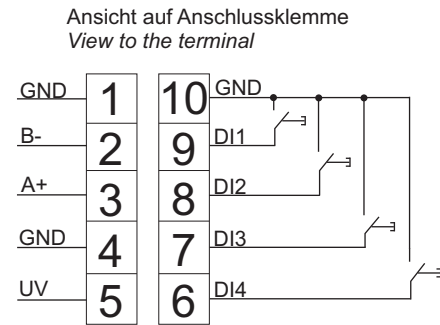 Ansicht auf Anschlussklemme
View to the terminal
GND 1 10 GND
B- 2 9 DI1
A+ 3 8 DI2
GND 4 7 DI3
UV 5 6 DI4